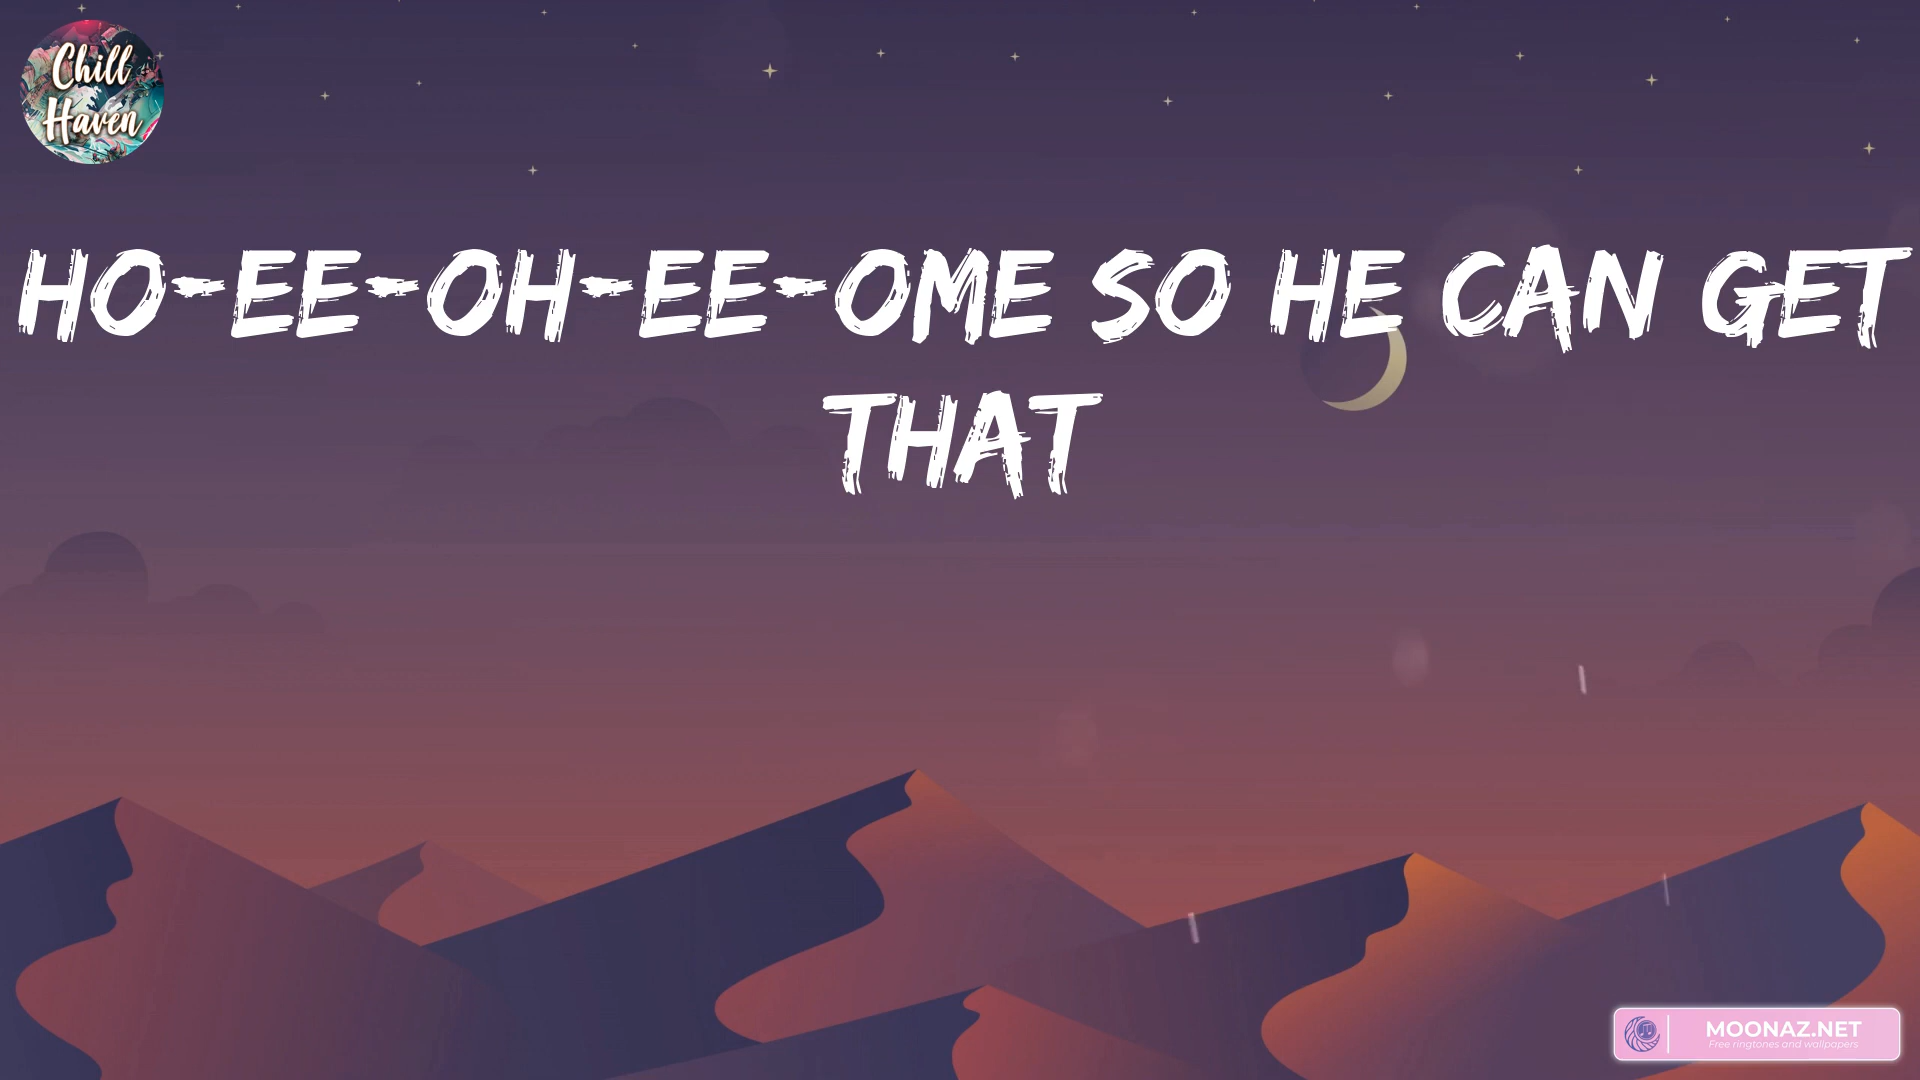 Chill
Haven
HO-EE-OH-EE-OME SO HE CAN GET
THAT
MOONAZ.NET
Free ringtones and wallpapers